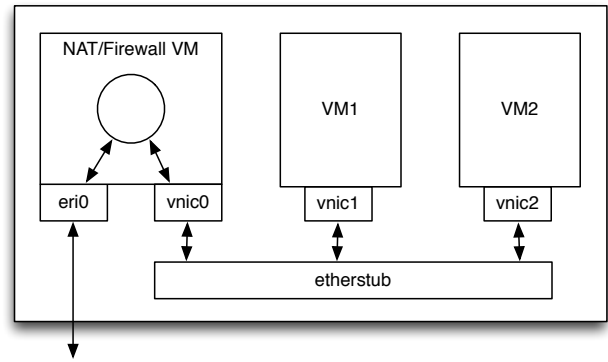 NAT/Firewall VM
VM1
VM2
eri0
vnic0
vnic1
vnic2
etherstub